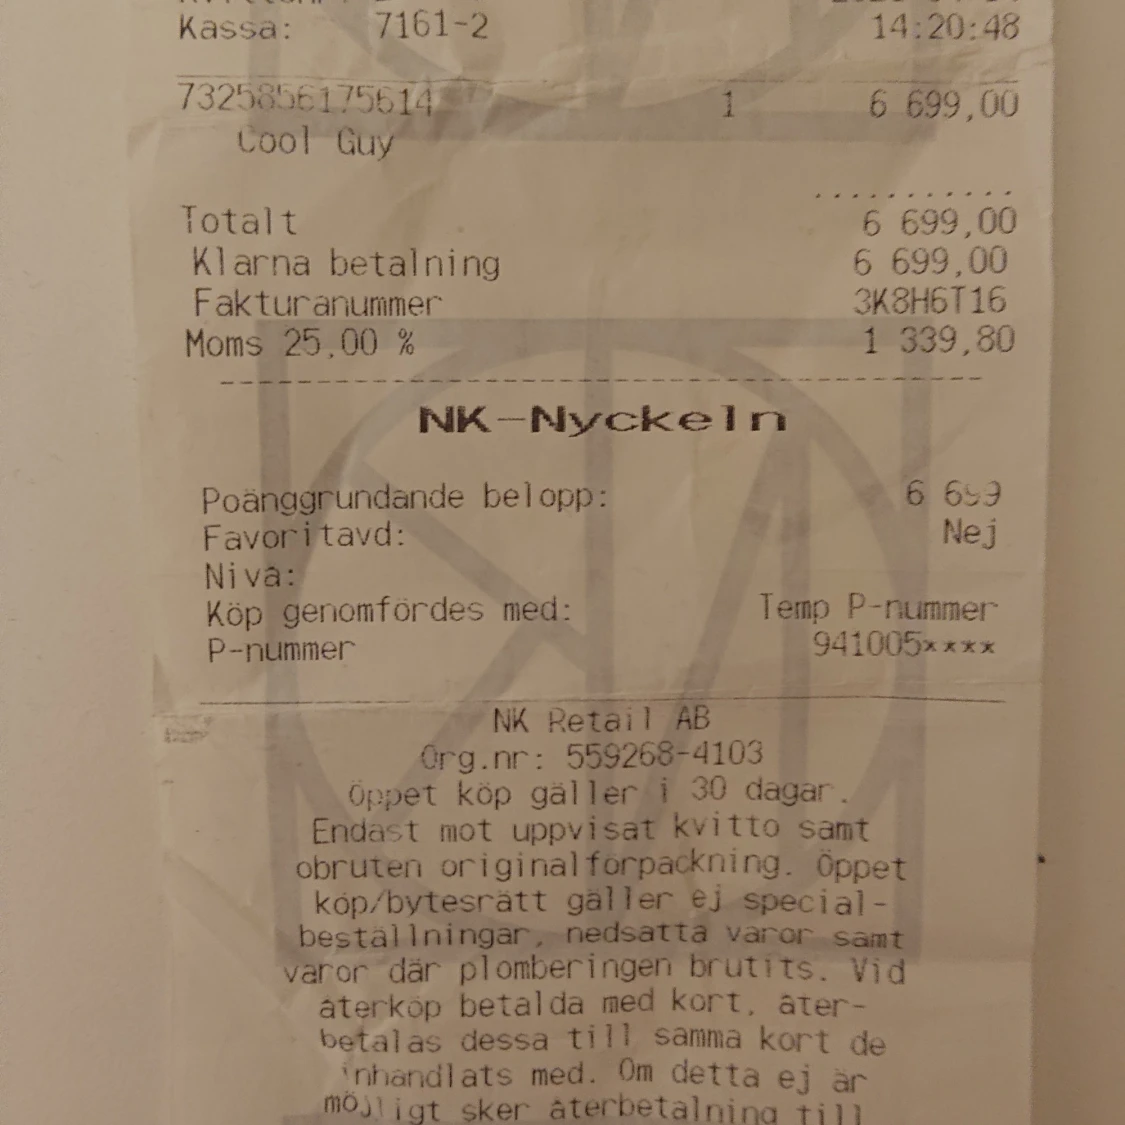 Kassa: 7161-2 14:20:48
7325856175614 1 6 699,00
Cool Guy
...........
Totalt 6 699,00
Klarna betalning 6 699,00
Fakturanummer 3K8H6T16
Moms 25,00 % 1 339,80
NK-Nyckeln
Poänggrundande belopp: 6 699
Favoritavd: Nej
Nivå:
Köp genomfördes med: Temp P-nummer
P-nummer 941005****
NK Retail AB
Org.nr: 559268-4103
Öppet köp gäller i 30 dagar.
Endast mot uppvisat kvitto samt
obruten originalförpackning. Öppet
köp/bytesrätt gäller ej special-
beställningar, nedsatta varor samt
varor där plomberingen brutits. Vid
återköp betalda med kort, åter-
betalas dessa till samma kort de
inhandlats med. Om detta ej är
möjligt sker återbetalning till